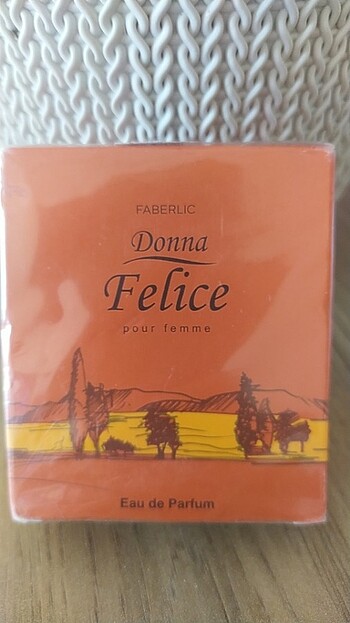 FABERLIC
Donna
Felice
pour femme
Eau de Parfum